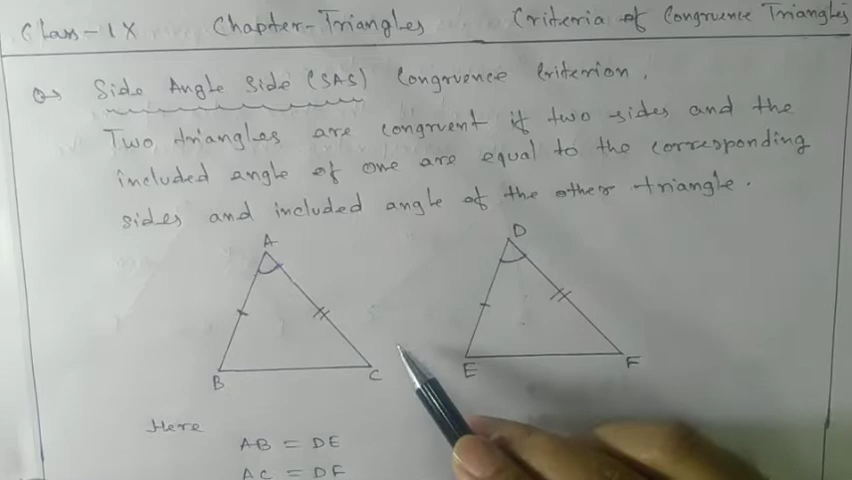 Class-IX Chapter-Triangles Criteria of Congruence Triangles
Q→ Side Angle Side (SAS) Congruence Criterion.
Two triangles are congruent if two sides and the
included angle of one are equal to the corresponding
sides and included angle of the other triangle.
A D
B C E F
Here
AB = DE
AC = DF